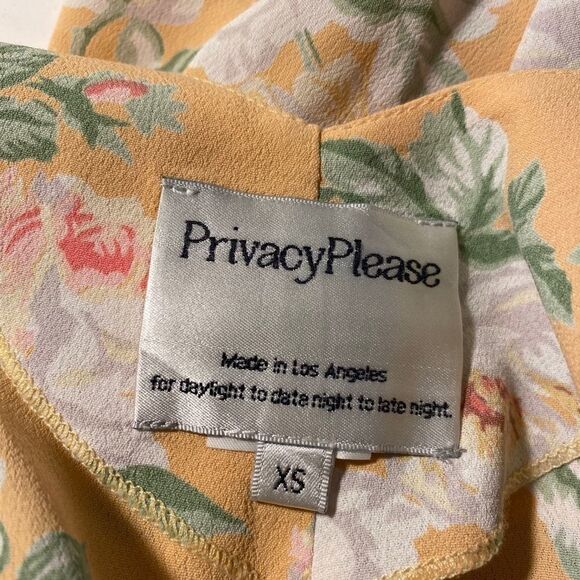 PrivacyPlease
Made in Los Angeles
for daylight to date night to late night.
XS